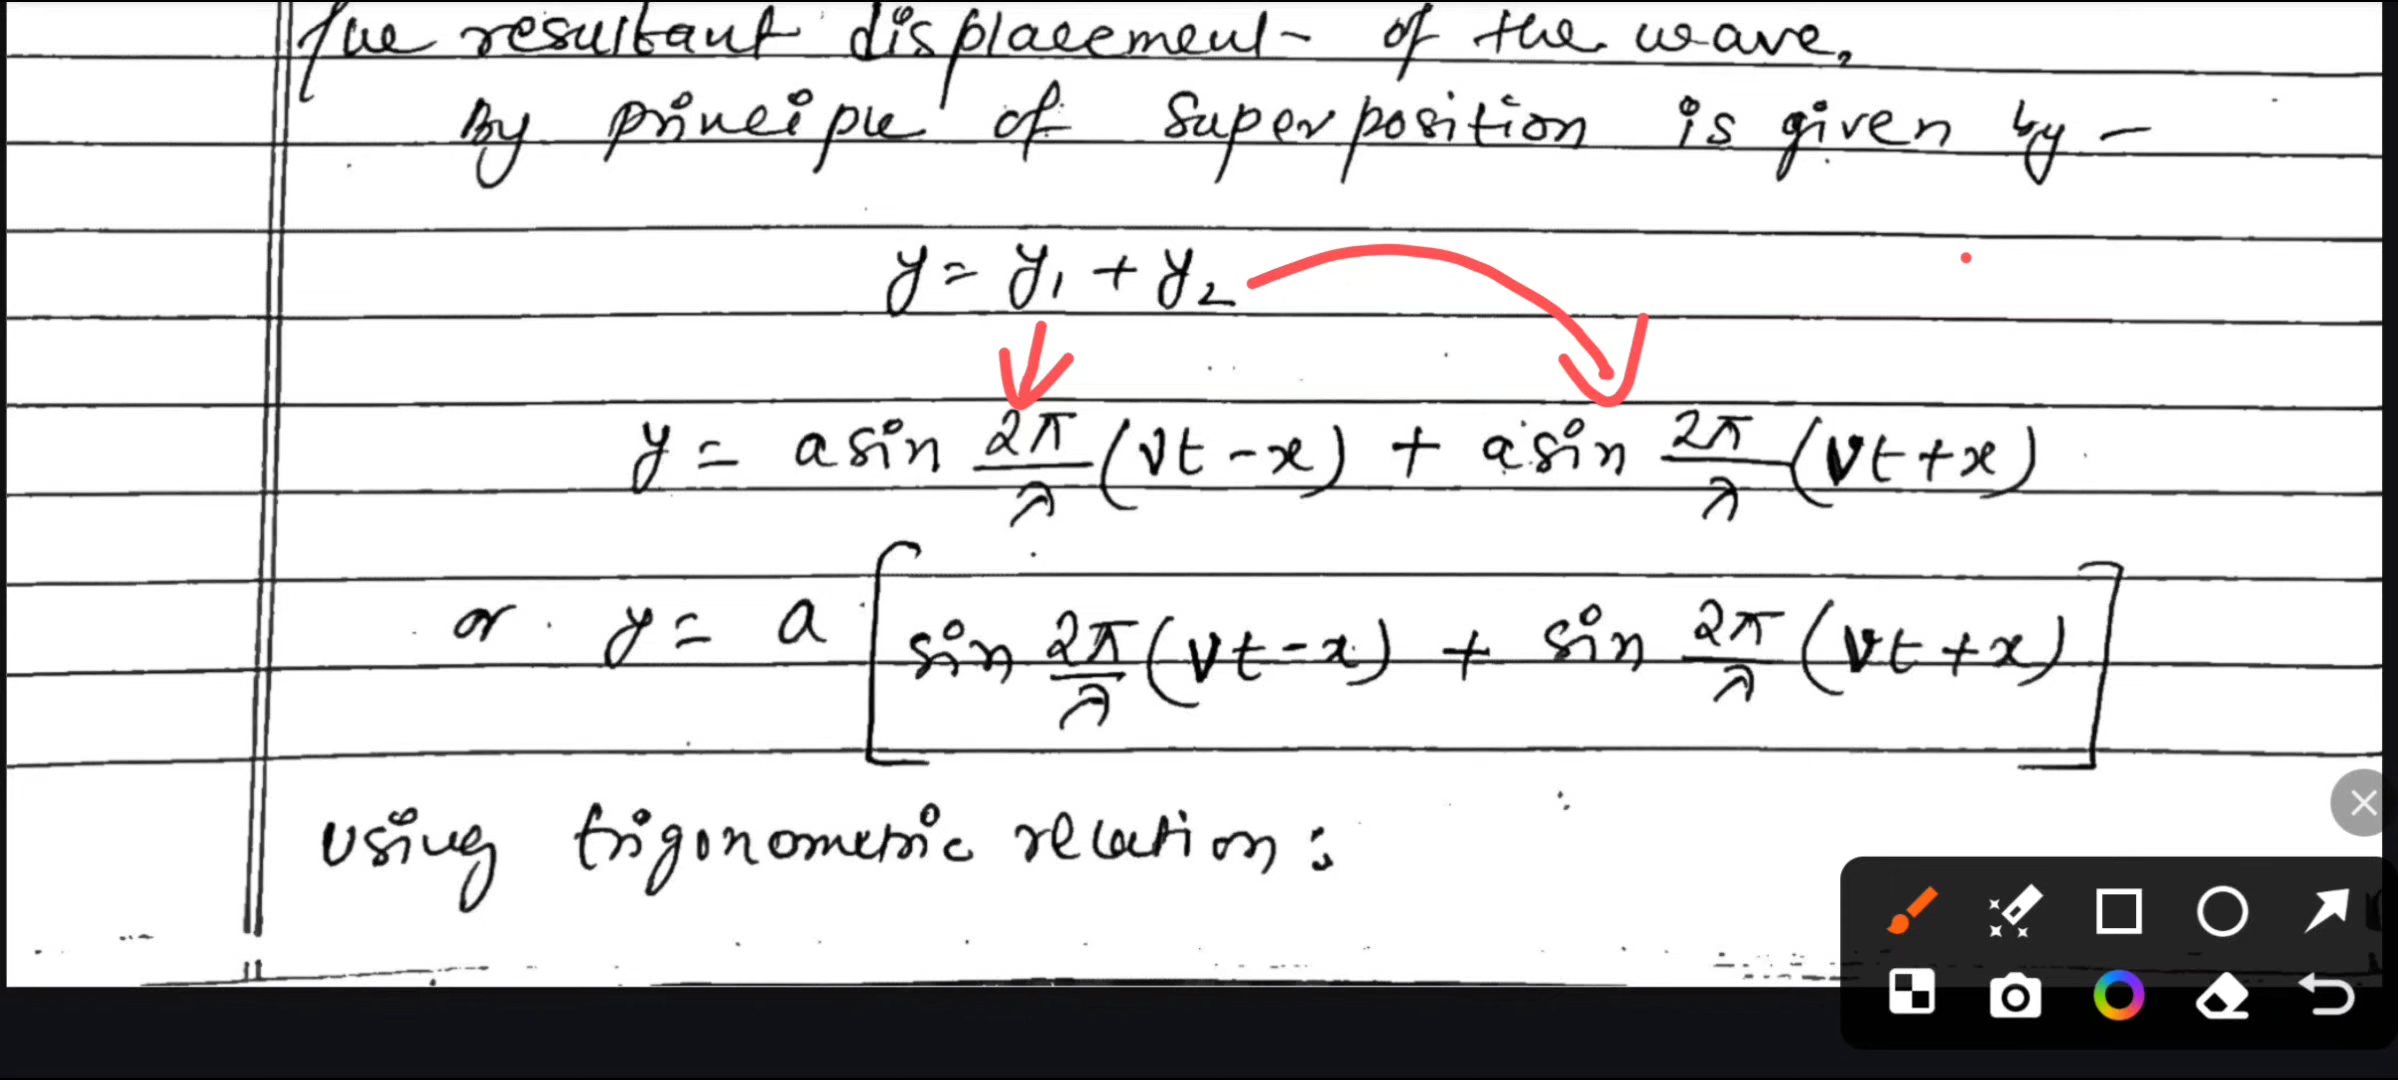 The resultant displacement of the wave,
By principle of Superposition is given by -
y = y₁ + y₂
y = a sin 2π/λ (vt - x) + a sin 2π/λ (vt + x)
or y = a [ sin 2π/λ (vt - x) + sin 2π/λ (vt + x) ]
Using trigonometric relation: